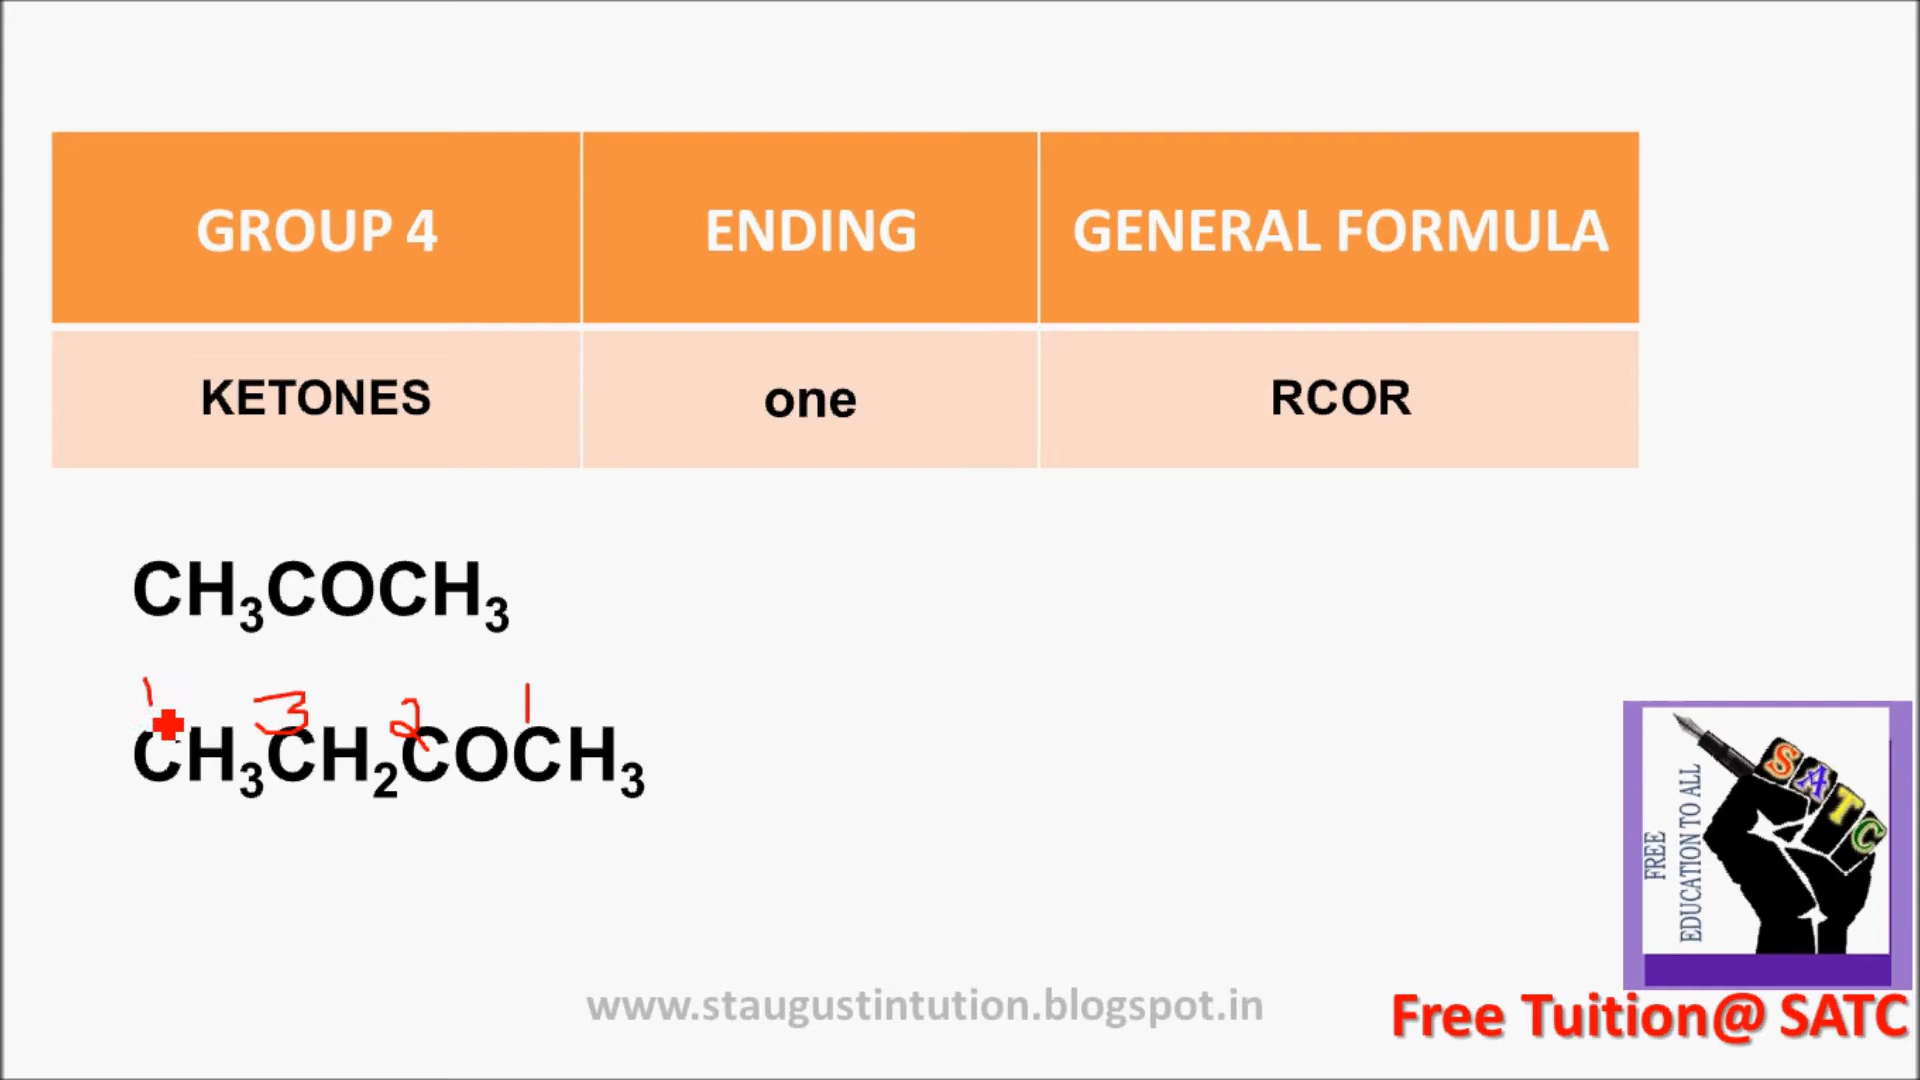 GROUP 4 ENDING GENERAL FORMULA
KETONES one RCOR
CH₃COCH₃
3 2 1
CH₃CH₂COCH₃
FREE
EDUCATION TO ALL
SATC
www.staugustintution.blogspot.in
Free Tuition@ SATC